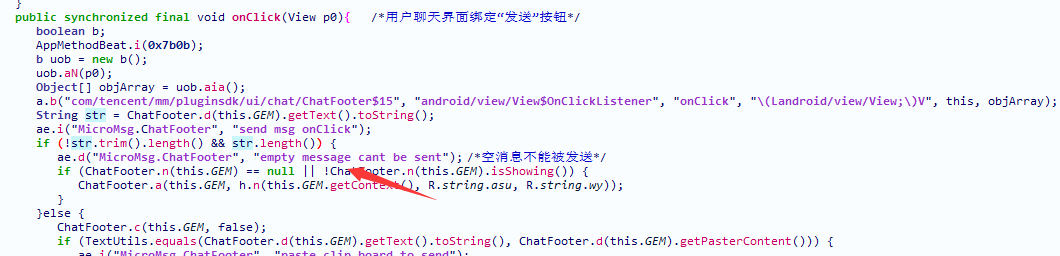 }
public synchronized final void onClick(View p0){ /*用户聊天界面绑定“发送”按钮*/
boolean b;
AppMethodBeat.i(0x7b0b);
b uob = new b();
uob.aN(p0);
Object[] objArray = uob.aia();
a.b("com/tencent/mm/pluginsdk/ui/chat/ChatFooter$15", "android/view/View$OnClickListener", "onClick", "\(Landroid/view/View;\)V", this, objArray);
String str = ChatFooter.d(this.GEM).getText().toString();
ae.i("MicroMsg.ChatFooter", "send msg onClick");
if (!str.trim().length() && str.length()) {
ae.d("MicroMsg.ChatFooter", "empty message cant be sent"); /*空消息不能被发送*/
if (ChatFooter.n(this.GEM) == null || !ChatFooter.n(this.GEM).isShowing()) {
ChatFooter.a(this.GEM, h.n(this.GEM.getContext(), R.string.asu, R.string.wy));
}
}else {
ChatFooter.c(this.GEM, false);
if (TextUtils.equals(ChatFooter.d(this.GEM).getText().toString(), ChatFooter.d(this.GEM).getPasterContent())) {
ae.i("MicroMsg.ChatFooter", "paste clip board to send");